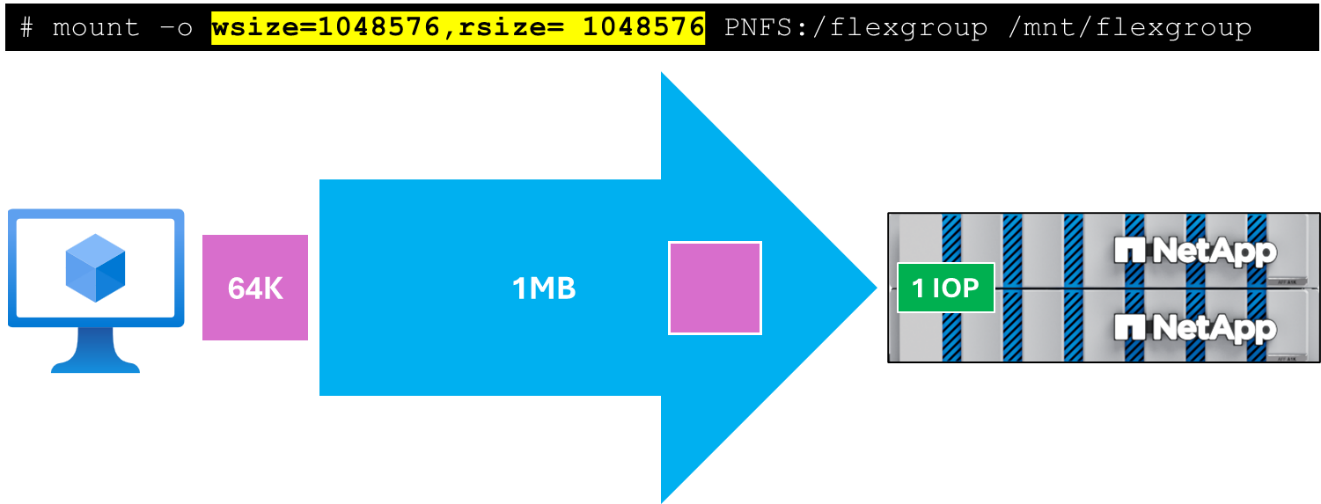 # mount –o wsize=1048576,rsize= 1048576 PNFS:/flexgroup /mnt/flexgroup
64K
1MB
1 IOP
NetApp
NetApp